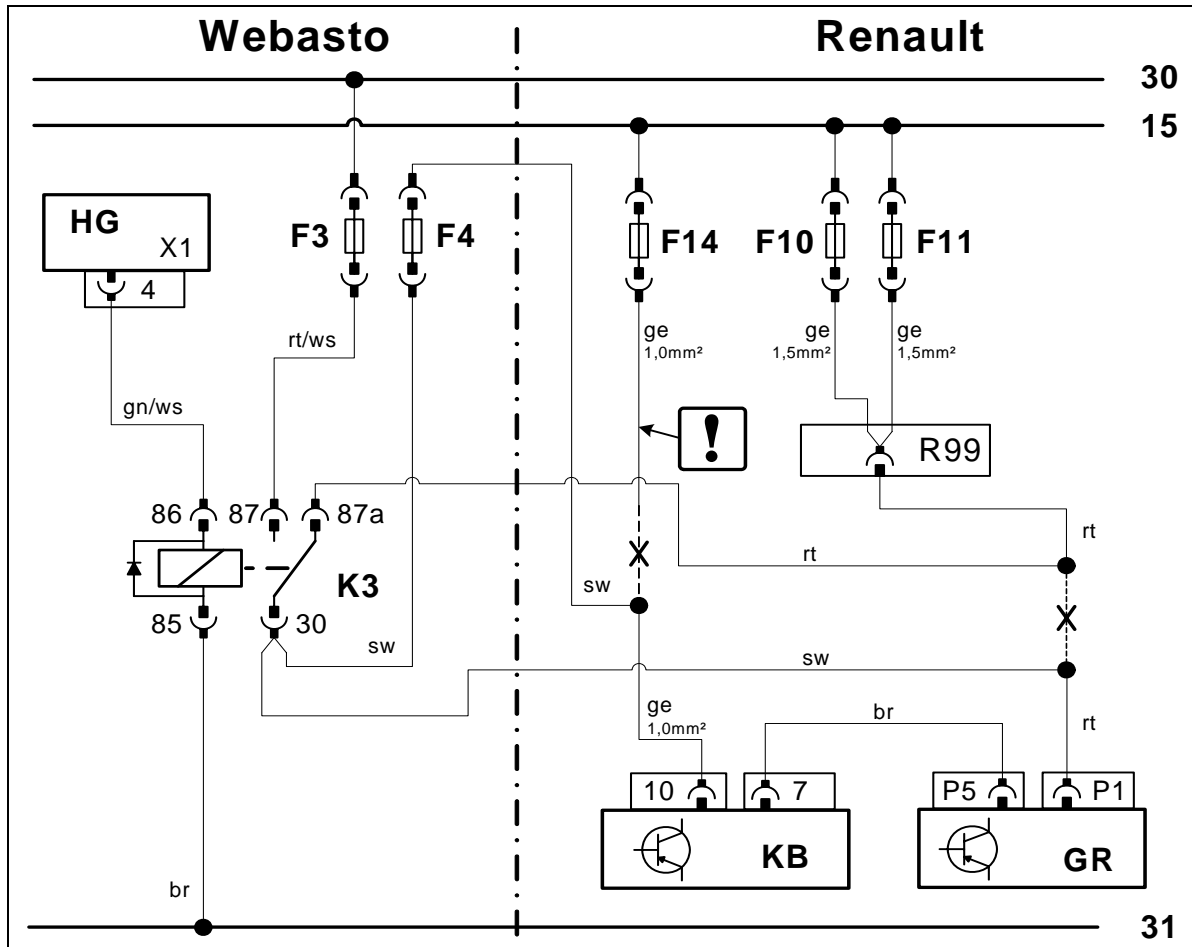 Webasto Renault
30
15
HG
X1
4
F3 F4 F14 F10 F11
rt/ws
ge
1,0mm²
ge
1,5mm²
ge
1,5mm²
gn/ws
!
R99
86 87 87a
K3
rt
rt
X
sw
X
85 30
sw
sw
ge
1,0mm²
br
rt
10 7 P5 P1
KB GR
br
31